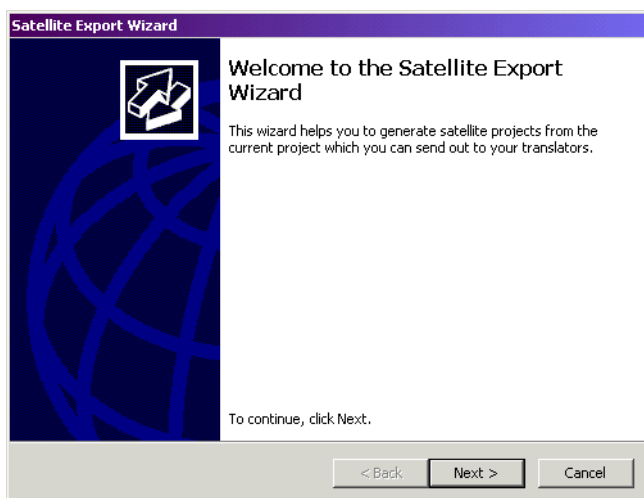 Satellite Export Wizard
Welcome to the Satellite Export
Wizard
This wizard helps you to generate satellite projects from the
current project which you can send out to your translators.
To continue, click Next.
< Back
Next >
Cancel